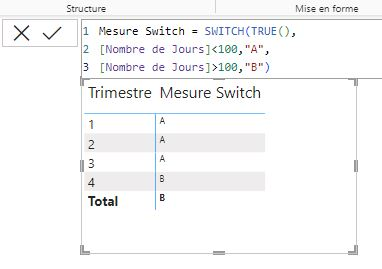 Structure
Mise en forme
1 Mesure Switch = SWITCH(TRUE(),
2 [Nombre de Jours]<100,"A",
3 [Nombre de Jours]>100,"B")
Trimestre Mesure Switch
1 A
2 A
3 A
4 B
Total B